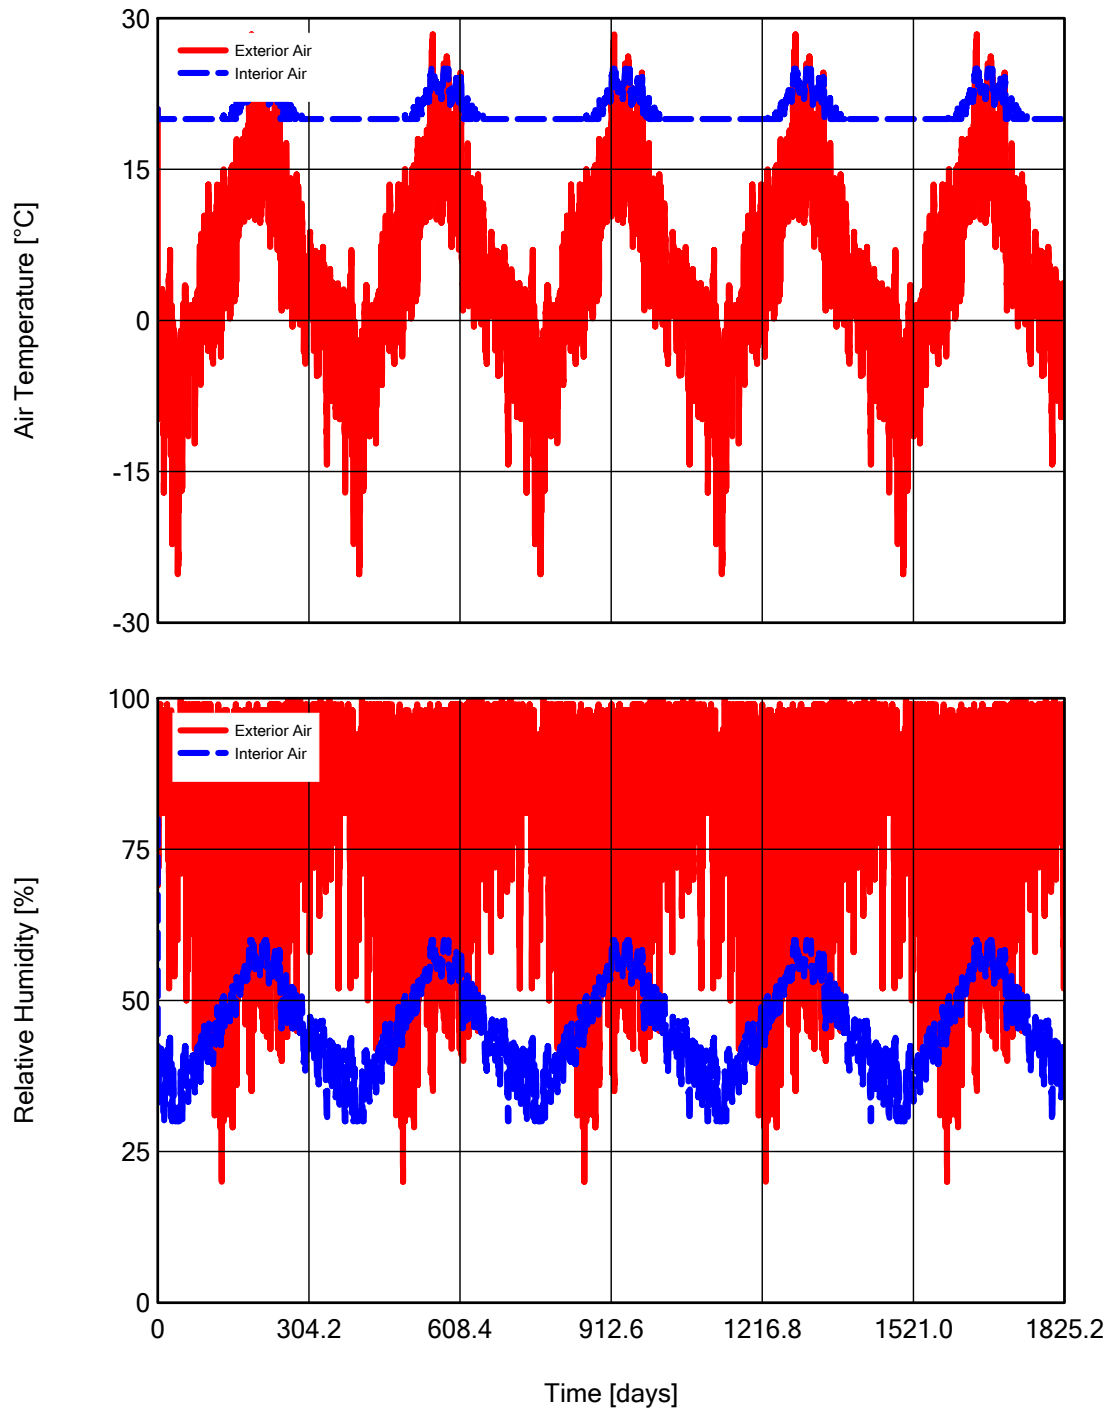 30
Exterior Air
Interior Air
15
0
-15
-30
Air Temperature [°C]
100
Exterior Air
Interior Air
75
50
25
0
Relative Humidity [%]
0 304.2 608.4 912.6 1216.8 1521.0 1825.2
Time [days]